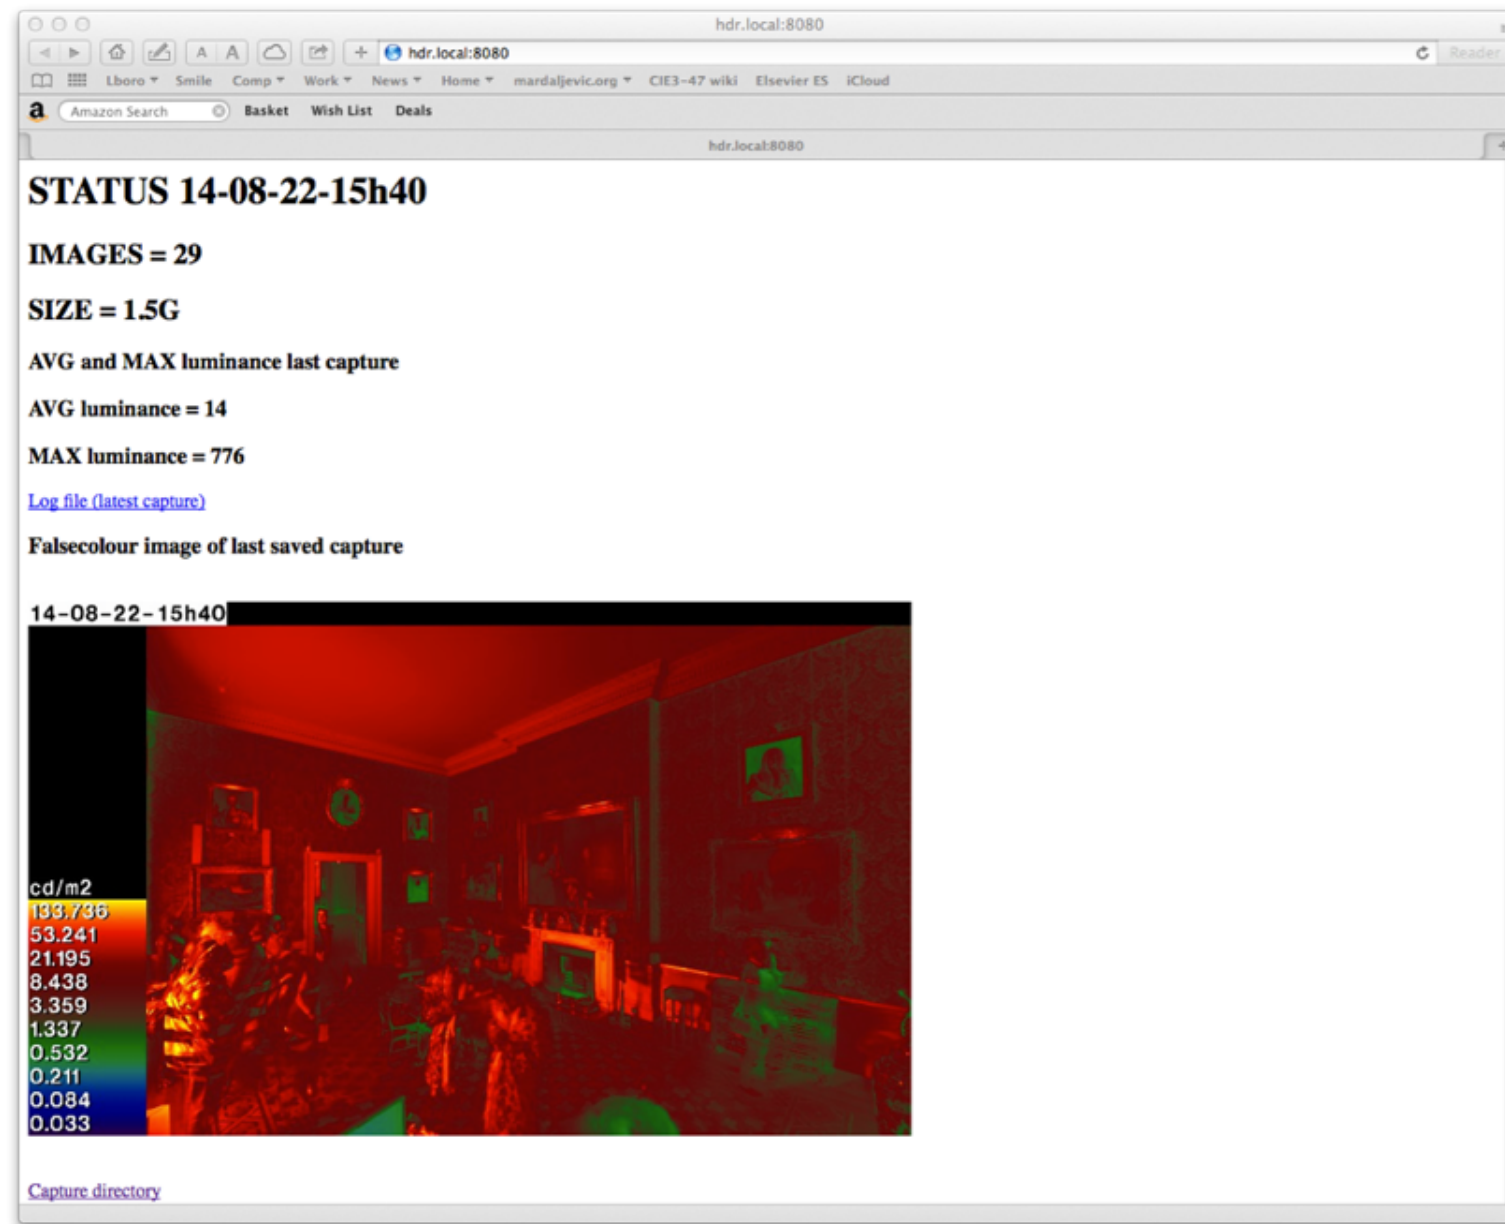 hdr.local:8080
A A + hdr.local:8080 Reader
Lboro Smile Comp Work News Home mardaljevic.org CIE3-47 wiki Elsevier ES iCloud
a Amazon Search Basket Wish List Deals
hdr.local:8080
STATUS 14-08-22-15h40
IMAGES = 29
SIZE = 1.5G
AVG and MAX luminance last capture
AVG luminance = 14
MAX luminance = 776
Log file (latest capture)
Falsecolour image of last saved capture
14-08-22-15h40
cd/m2
133.736
53.241
21.195
8.438
3.359
1.337
0.532
0.211
0.084
0.033
Capture directory